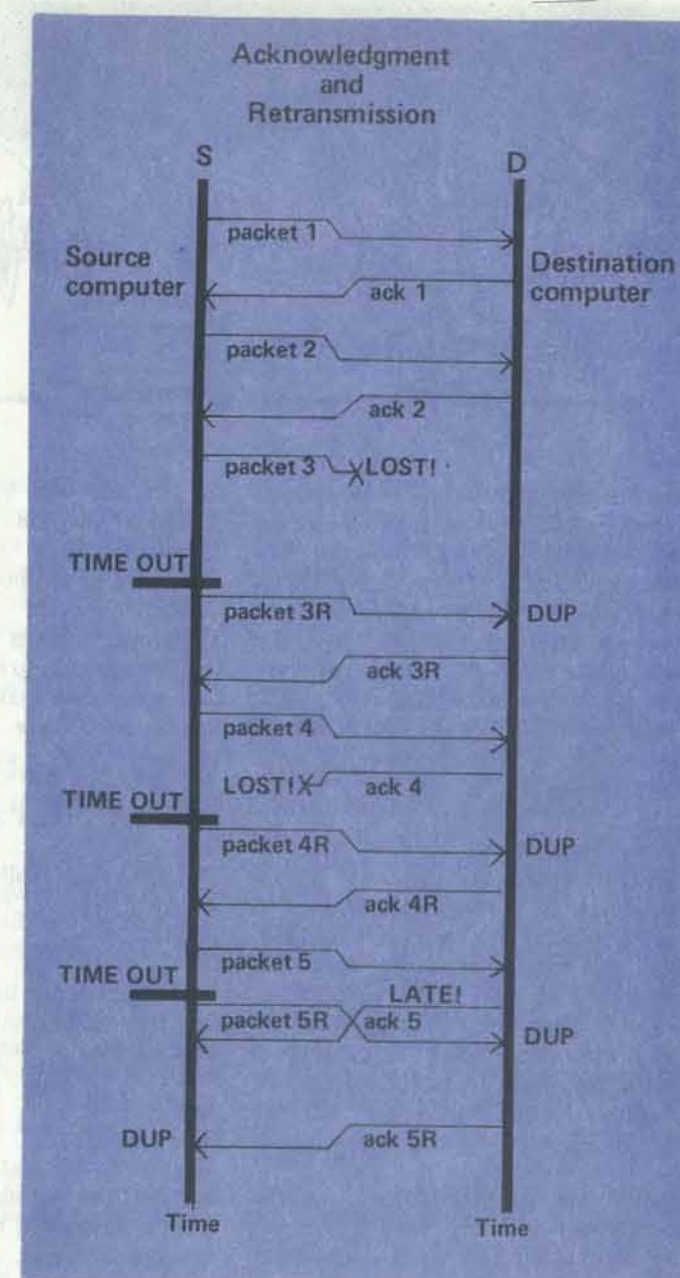 Acknowledgment
and
Retransmission
S
D
packet 1
Source
computer
Destination
computer
ack 1
packet 2
ack 2
packet 3
LOST!
TIME OUT
packet 3R
DUP
ack 3R
packet 4
LOST!
ack 4
TIME OUT
packet 4R
DUP
ack 4R
packet 5
TIME OUT
LATE!
packet 5R
ack 5
DUP
DUP
ack 5R
Time
Time